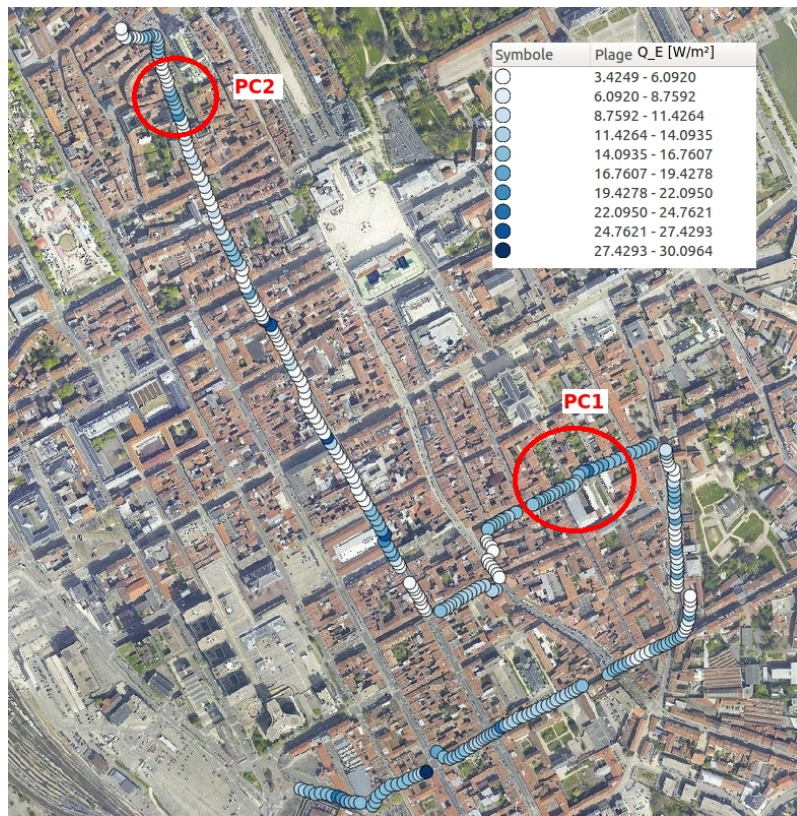 Symbole Plage Q_E [W/m²]
3.4249 - 6.0920
6.0920 - 8.7592
8.7592 - 11.4264
11.4264 - 14.0935
14.0935 - 16.7607
16.7607 - 19.4278
19.4278 - 22.0950
22.0950 - 24.7621
24.7621 - 27.4293
27.4293 - 30.0964
PC2
PC1